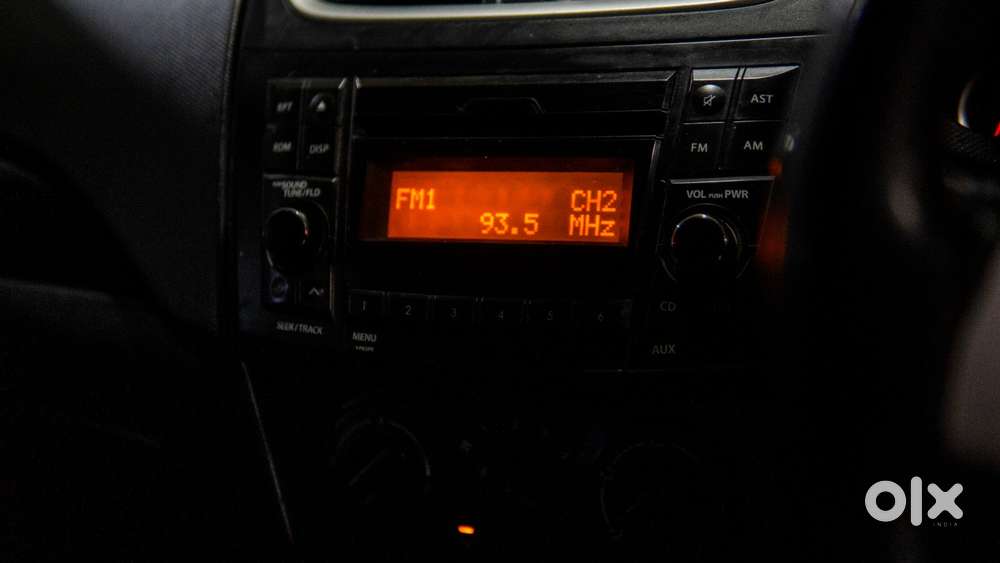 RPT
AST
RDM
DISP
FM
AM
SOUND
TUNE/FLD
VOL PUSH PWR
FM1
CH2
93.5 MHz
1
2
3
4
5
6
CD
SEEK/TRACK
MENU
AUX
olx
INDIA